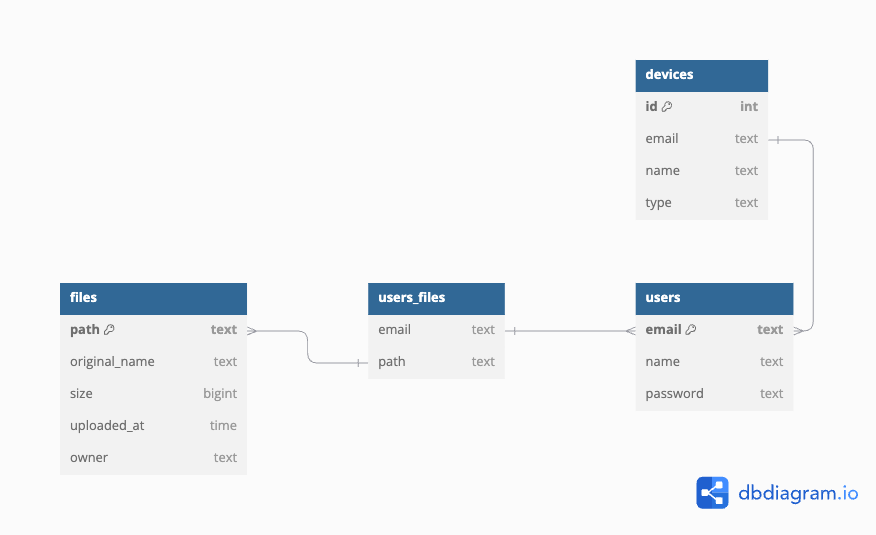 devices
id int
email text
name text
type text
files
path text
original_name text
size bigint
uploaded_at time
owner text
users_files
email text
path text
users
email text
name text
password text
dbdiagram.io